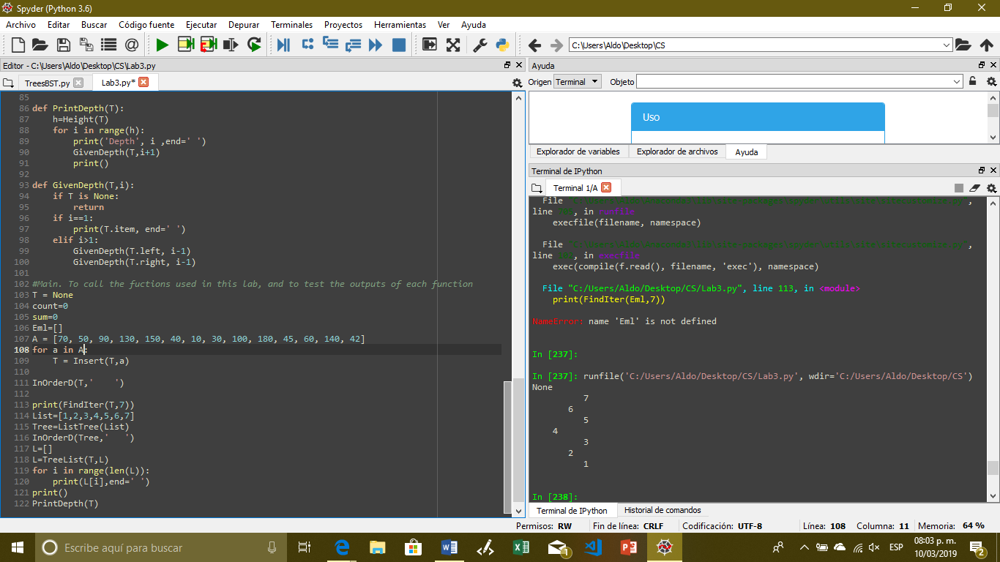 Spyder (Python 3.6)
Archivo Editar Buscar Código fuente Ejecutar Depurar Terminales Proyectos Herramientas Ver Ayuda
C:\Users\Aldo\Desktop\CS
Editor - C:\Users\Aldo\Desktop\CS\Lab3.py
TreesBST.py
Lab3.py*
85
86 def PrintDepth(T):
87     h=Height(T)
88     for i in range(h):
89         print('Depth', i ,end=' ')
90         GivenDepth(T,i+1)
91         print()
92
93 def GivenDepth(T,i):
94     if T is None:
95         return
96     if i==1:
97         print(T.item, end=' ')
98     elif i>1:
99         GivenDepth(T.left, i-1)
100         GivenDepth(T.right, i-1)
101
102 #Main. To call the fuctions used in this lab, and to test the outputs of each function
103 T = None
104 count=0
105 sum=0
106 Eml=[]
107 A = [70, 50, 90, 130, 150, 40, 10, 30, 100, 180, 45, 60, 140, 42]
108 for a in A:
109     T = Insert(T,a)
110
111 InOrderD(T,'    ')
112
113 print(FindIter(T,7))
114 List=[1,2,3,4,5,6,7]
115 Tree=ListTree(List)
116 InOrderD(Tree,'   ')
117 L=[]
118 L=TreeList(T,L)
119 for i in range(len(L)):
120     print(L[i],end=' ')
121 print()
122 PrintDepth(T)
Ayuda
Origen Terminal Objeto
Uso
Explorador de variables Explorador de archivos Ayuda
Terminal de IPython
Terminal 1/A
File
line , in runfile
execfile(filename, namespace)
File
line , in execfile
exec(compile(f.read(), filename, 'exec'), namespace)
File "C:/Users/Aldo/Desktop/CS/Lab3.py", line 113, in <module>
print(FindIter(Eml,7))
NameError: name 'Eml' is not defined
In [237]:
In [237]: runfile('C:/Users/Aldo/Desktop/CS/Lab3.py', wdir='C:/Users/Aldo/Desktop/CS')
None
7
6
5
4
3
2
1
In [238]:
Terminal de IPython Historial de comandos
Permisos: RW Fin de línea: CRLF Codificación: UTF-8 Línea: 108 Columna: 11 Memoria: 64 %
Escribe aquí para buscar
1
ESP
08:03 p. m.
10/03/2019
2